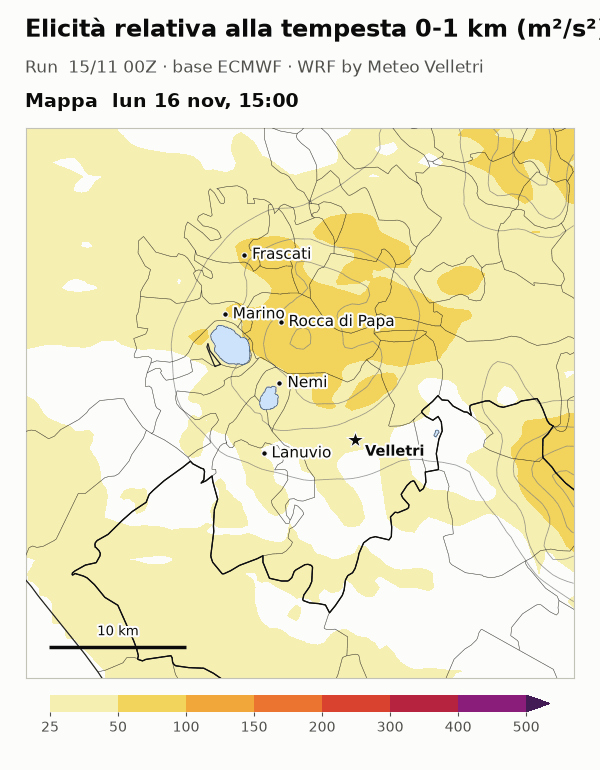 Elicità relativa alla tempesta 0-1 km (m²/s²)
Run 15/11 00Z · base ECMWF · WRF by Meteo Velletri
Mappa lun 16 nov, 15:00
Frascati
Marino
Rocca di Papa
Nemi
Velletri
Lanuvio
10 km
25 50 100 150 200 300 400 500